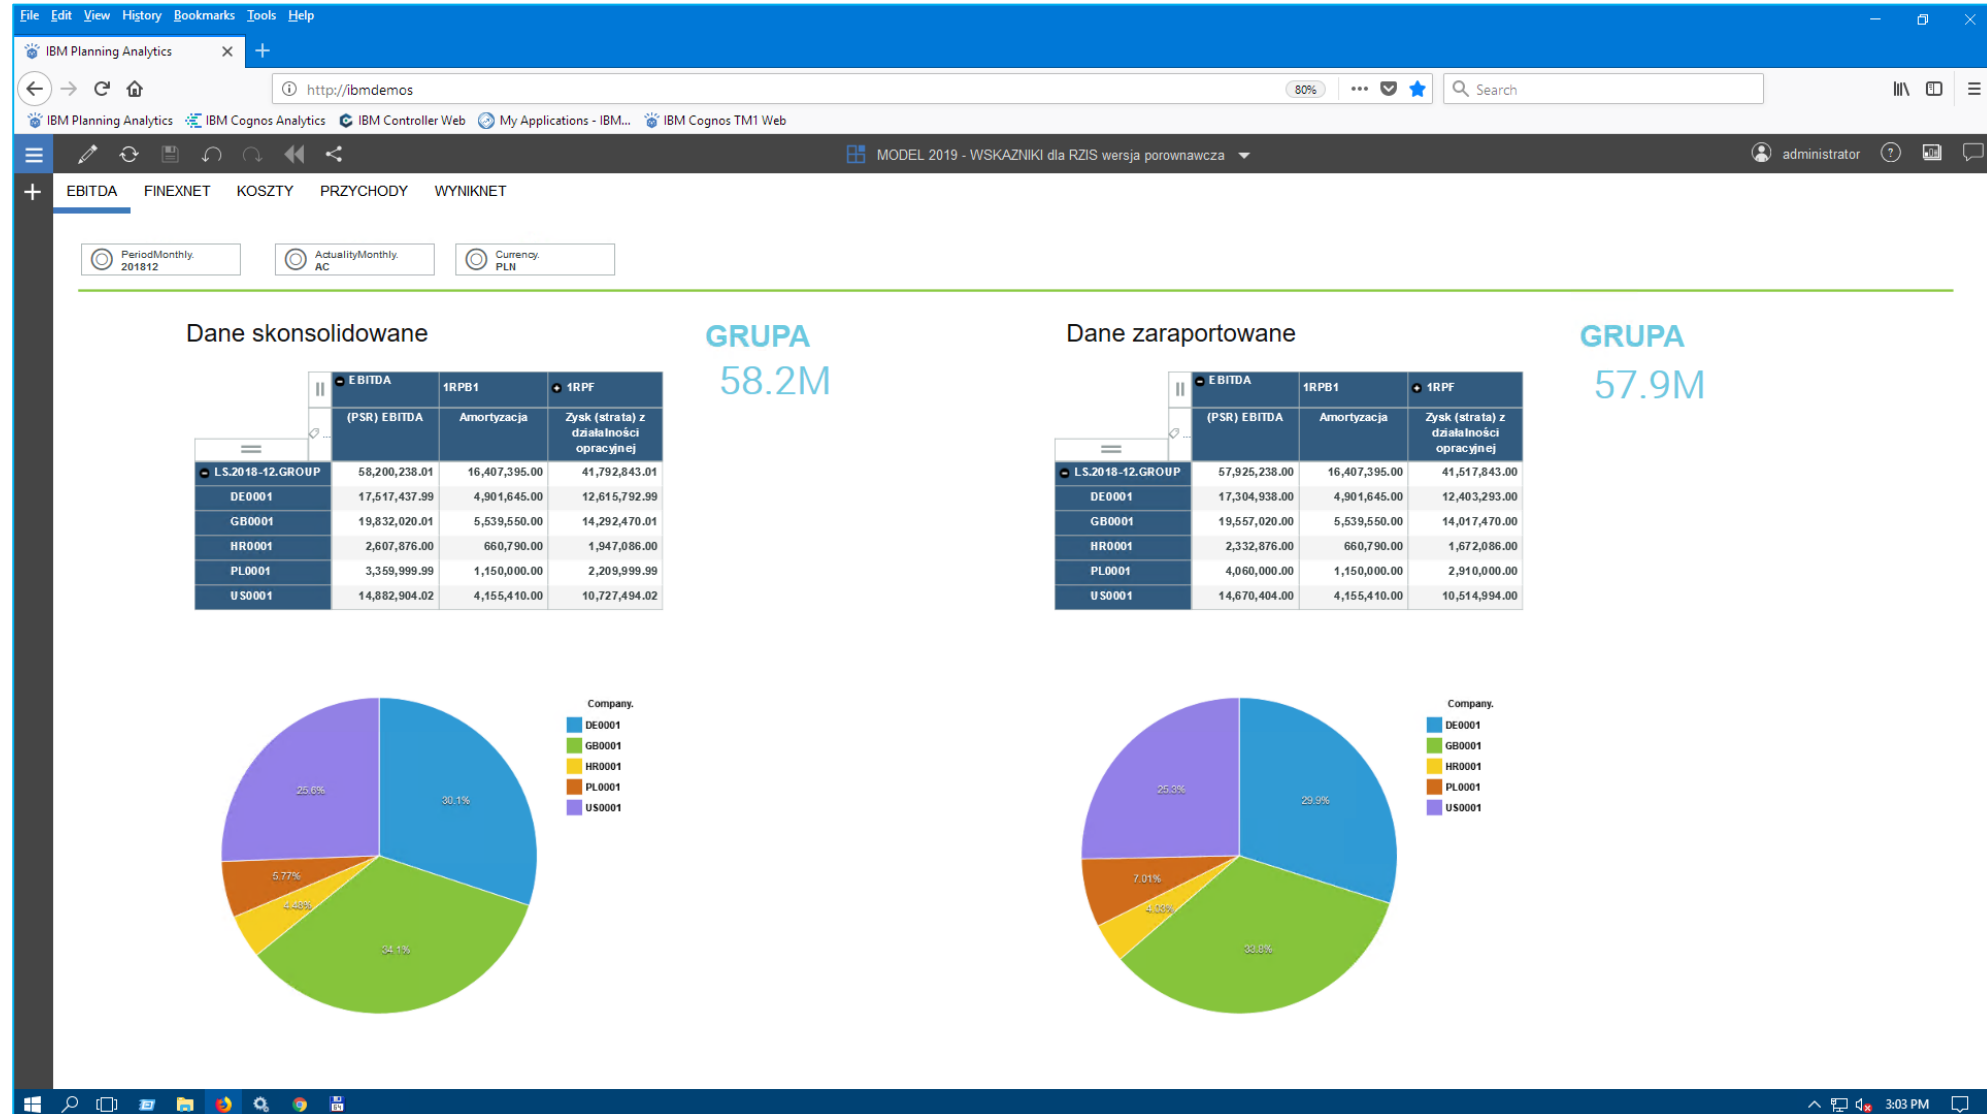 File Edit View History Bookmarks Tools Help
IBM Planning Analytics
http://ibmdemos
80%
Search
IBM Planning Analytics IBM Cognos Analytics IBM Controller Web My Applications - IBM... IBM Cognos TM1 Web
MODEL 2019 - WSKAZNIKI dla RZIS wersja porownawcza
administrator
EBITDA FINEXNET KOSZTY PRZYCHODY WYNIKNET
PeriodMonthly.
201812
ActualityMonthly.
AC
Currency.
PLN
Dane skonsolidowane
GRUPA
58.2M
EBITDA 1RPB1 1RPF
(PSR) EBITDA Amortyzacja Zysk (strata) z
działalności
opracyjnej
LS.2018-12.GROUP 58,200,238.01 16,407,395.00 41,792,843.01
DE0001 17,517,437.99 4,901,645.00 12,615,792.99
GB0001 19,832,020.01 5,539,550.00 14,292,470.01
HR0001 2,607,876.00 660,790.00 1,947,086.00
PL0001 3,359,999.99 1,150,000.00 2,209,999.99
US0001 14,882,904.02 4,155,410.00 10,727,494.02
Company.
DE0001
GB0001
HR0001
PL0001
US0001
25.6%
30.1%
5.77%
4.48%
34.1%
Dane zaraportowane
GRUPA
57.9M
EBITDA 1RPB1 1RPF
(PSR) EBITDA Amortyzacja Zysk (strata) z
działalności
opracyjnej
LS.2018-12.GROUP 57,925,238.00 16,407,395.00 41,517,843.00
DE0001 17,304,938.00 4,901,645.00 12,403,293.00
GB0001 19,557,020.00 5,539,550.00 14,017,470.00
HR0001 2,332,876.00 660,790.00 1,672,086.00
PL0001 4,060,000.00 1,150,000.00 2,910,000.00
US0001 14,670,404.00 4,155,410.00 10,514,994.00
Company.
DE0001
GB0001
HR0001
PL0001
US0001
25.3%
29.9%
7.01%
4.03%
33.8%
3:03 PM